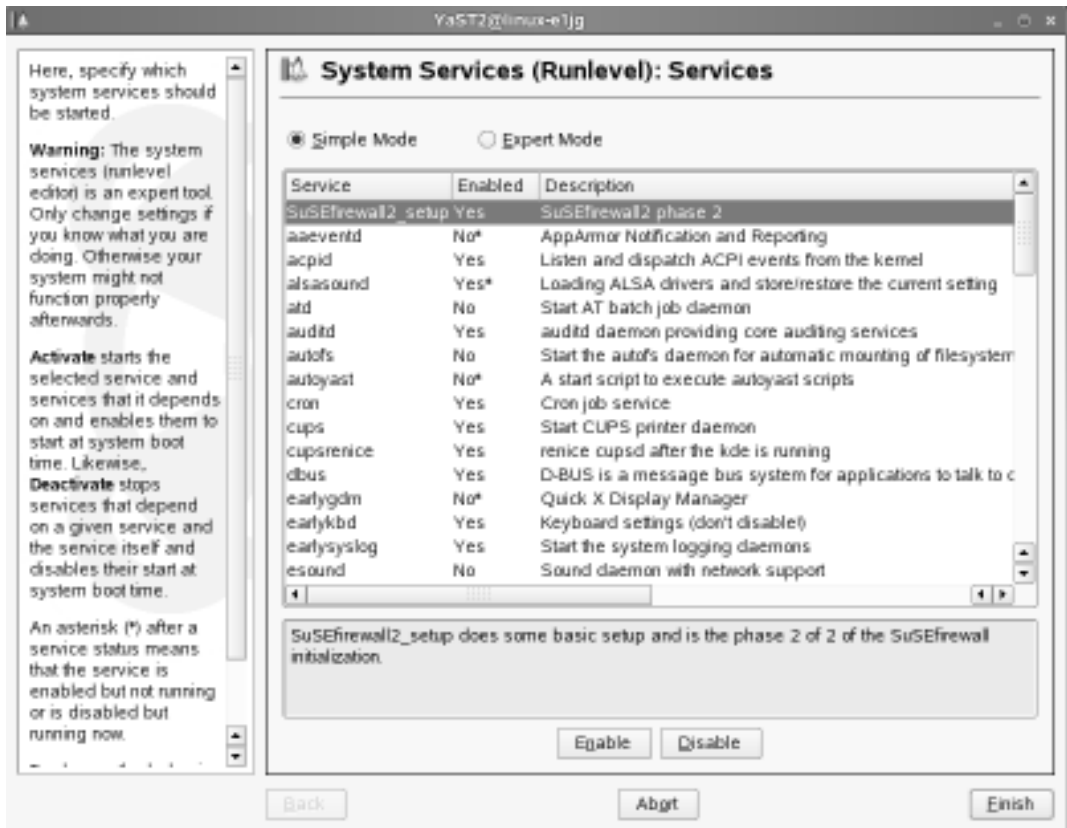 YaST2@linux-e1jg
Here, specify which
system services should
be started.
Warning: The system
services (runlevel
editor) is an expert tool.
Only change settings if
you know what you are
doing. Otherwise your
system might not
function properly
afterwards.
Activate starts the
selected service and
services that it depends
on and enables them to
start at system boot
time. Likewise,
Deactivate stops
services that depend
on a given service and
the service itself and
disables their start at
system boot time.
An asterisk (*) after a
service status means
that the service is
enabled but not running
or is disabled but
running now.
System Services (Runlevel): Services
Simple Mode Expert Mode
Service Enabled Description
SuSEfirewall2_setup Yes SuSEfirewall2 phase 2
aaeventd No* AppArmor Notification and Reporting
acpid Yes Listen and dispatch ACPI events from the kernel
alsasound Yes* Loading ALSA drivers and store/restore the current setting
atd No Start AT batch job daemon
auditd Yes auditd daemon providing core auditing services
autofs No Start the autofs daemon for automatic mounting of filesystem
autoyast No* A start script to execute autoyast scripts
cron Yes Cron job service
cups Yes Start CUPS printer daemon
cupsrenice Yes renice cupsd after the kde is running
dbus Yes D-BUS is a message bus system for applications to talk to c
earlygdm No* Quick X Display Manager
earlykbd Yes Keyboard settings (don't disable!)
earlysyslog Yes Start the system logging daemons
esound No Sound daemon with network support
SuSEfirewall2_setup does some basic setup and is the phase 2 of 2 of the SuSEfirewall
initialization.
Enable Disable
Back Abort Finish